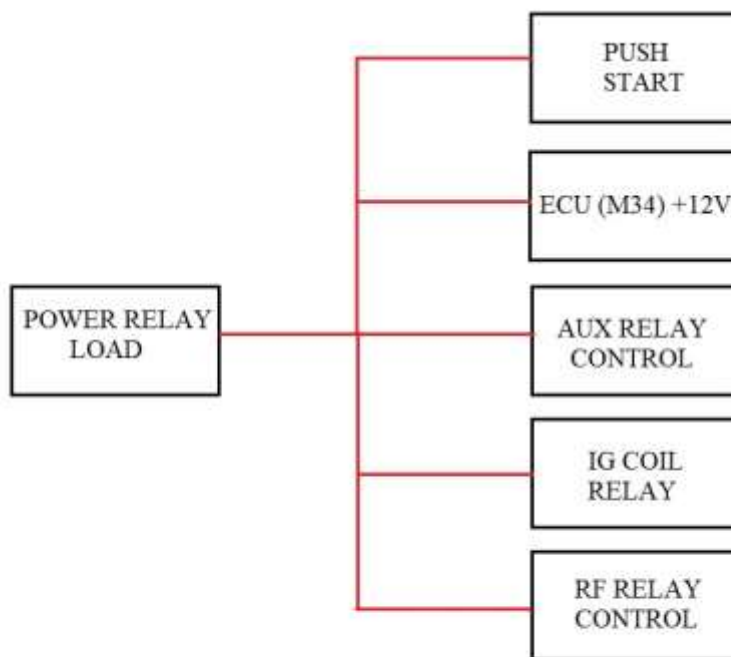 PUSH
START
ECU (M34) +12V
POWER RELAY
LOAD
AUX RELAY
CONTROL
IG COIL
RELAY
RF RELAY
CONTROL